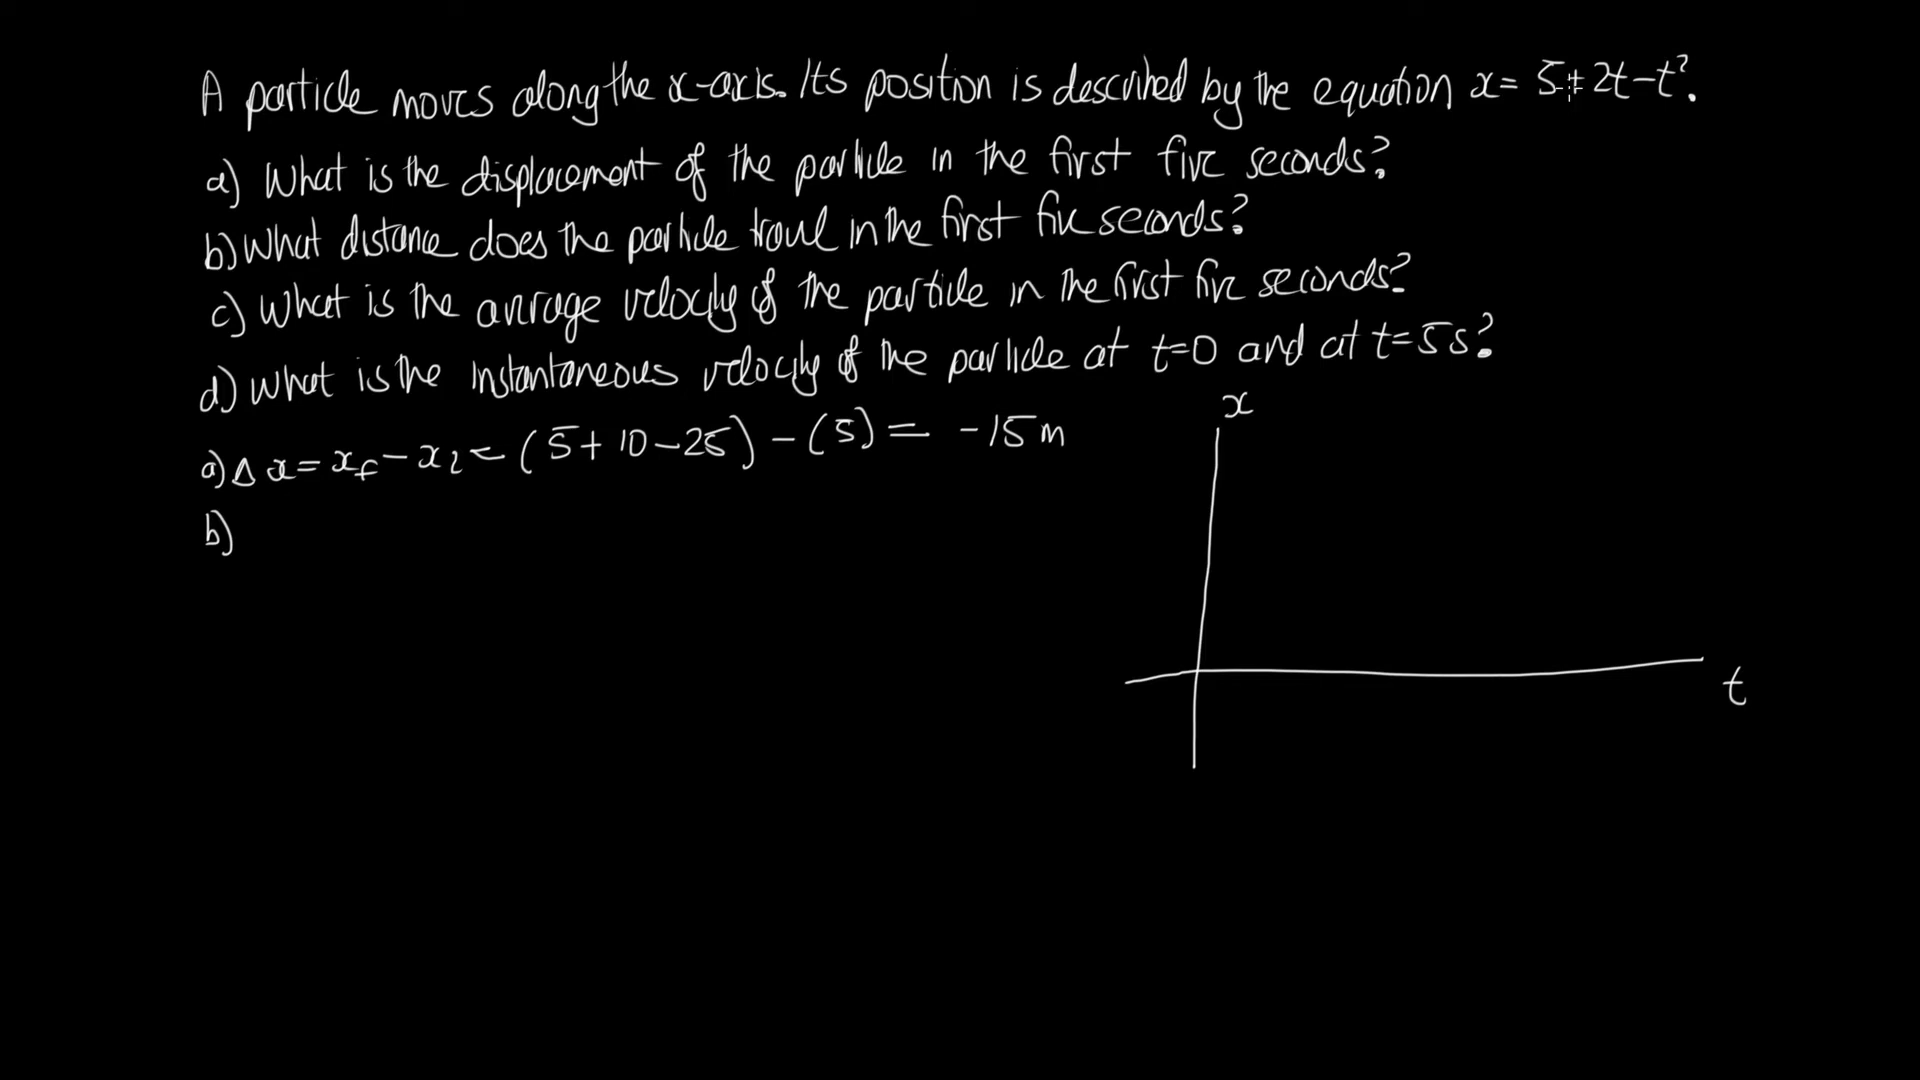 A particle moves along the x-axis. Its position is described by the equation x= 5+2t-t².
a) What is the displacement of the particle in the first five seconds?
b) What distance does the particle travel in the first five seconds?
c) What is the average velocity of the particle in the first five seconds?
d) What is the instantaneous velocity of the particle at t=0 and at t=5s?
a) Δx = xf - xi = (5+10-25) - (5) = -15m
b)
x
t